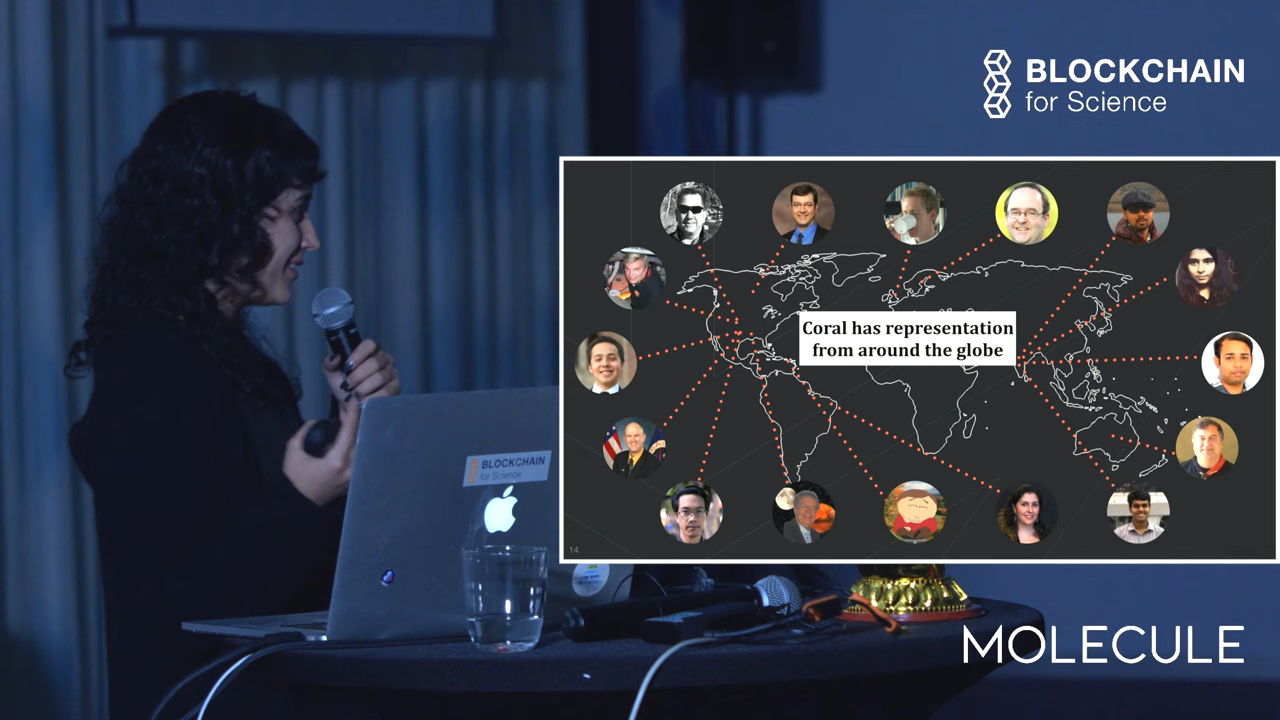 BLOCKCHAIN
for Science
Coral has representation
from around the globe
14
BLOCKCHAIN
for Science
MOLECULE